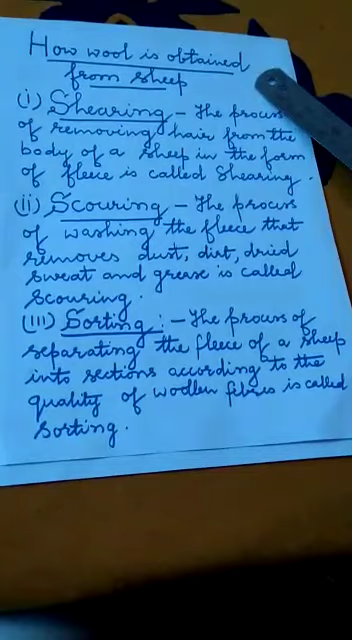 How wool is obtained
from sheep
(i) Shearing - The process
of removing hair from the
body of a sheep in the form
of fleece is called Shearing.
(ii) Scouring - The process
of washing the fleece that
removes dust, dirt, dried
sweat and grease is called
Scouring.
(III) Sorting : - The process of
separating the fleece of a sheep
into sections according to the
quality of woollen fibres is called
Sorting.